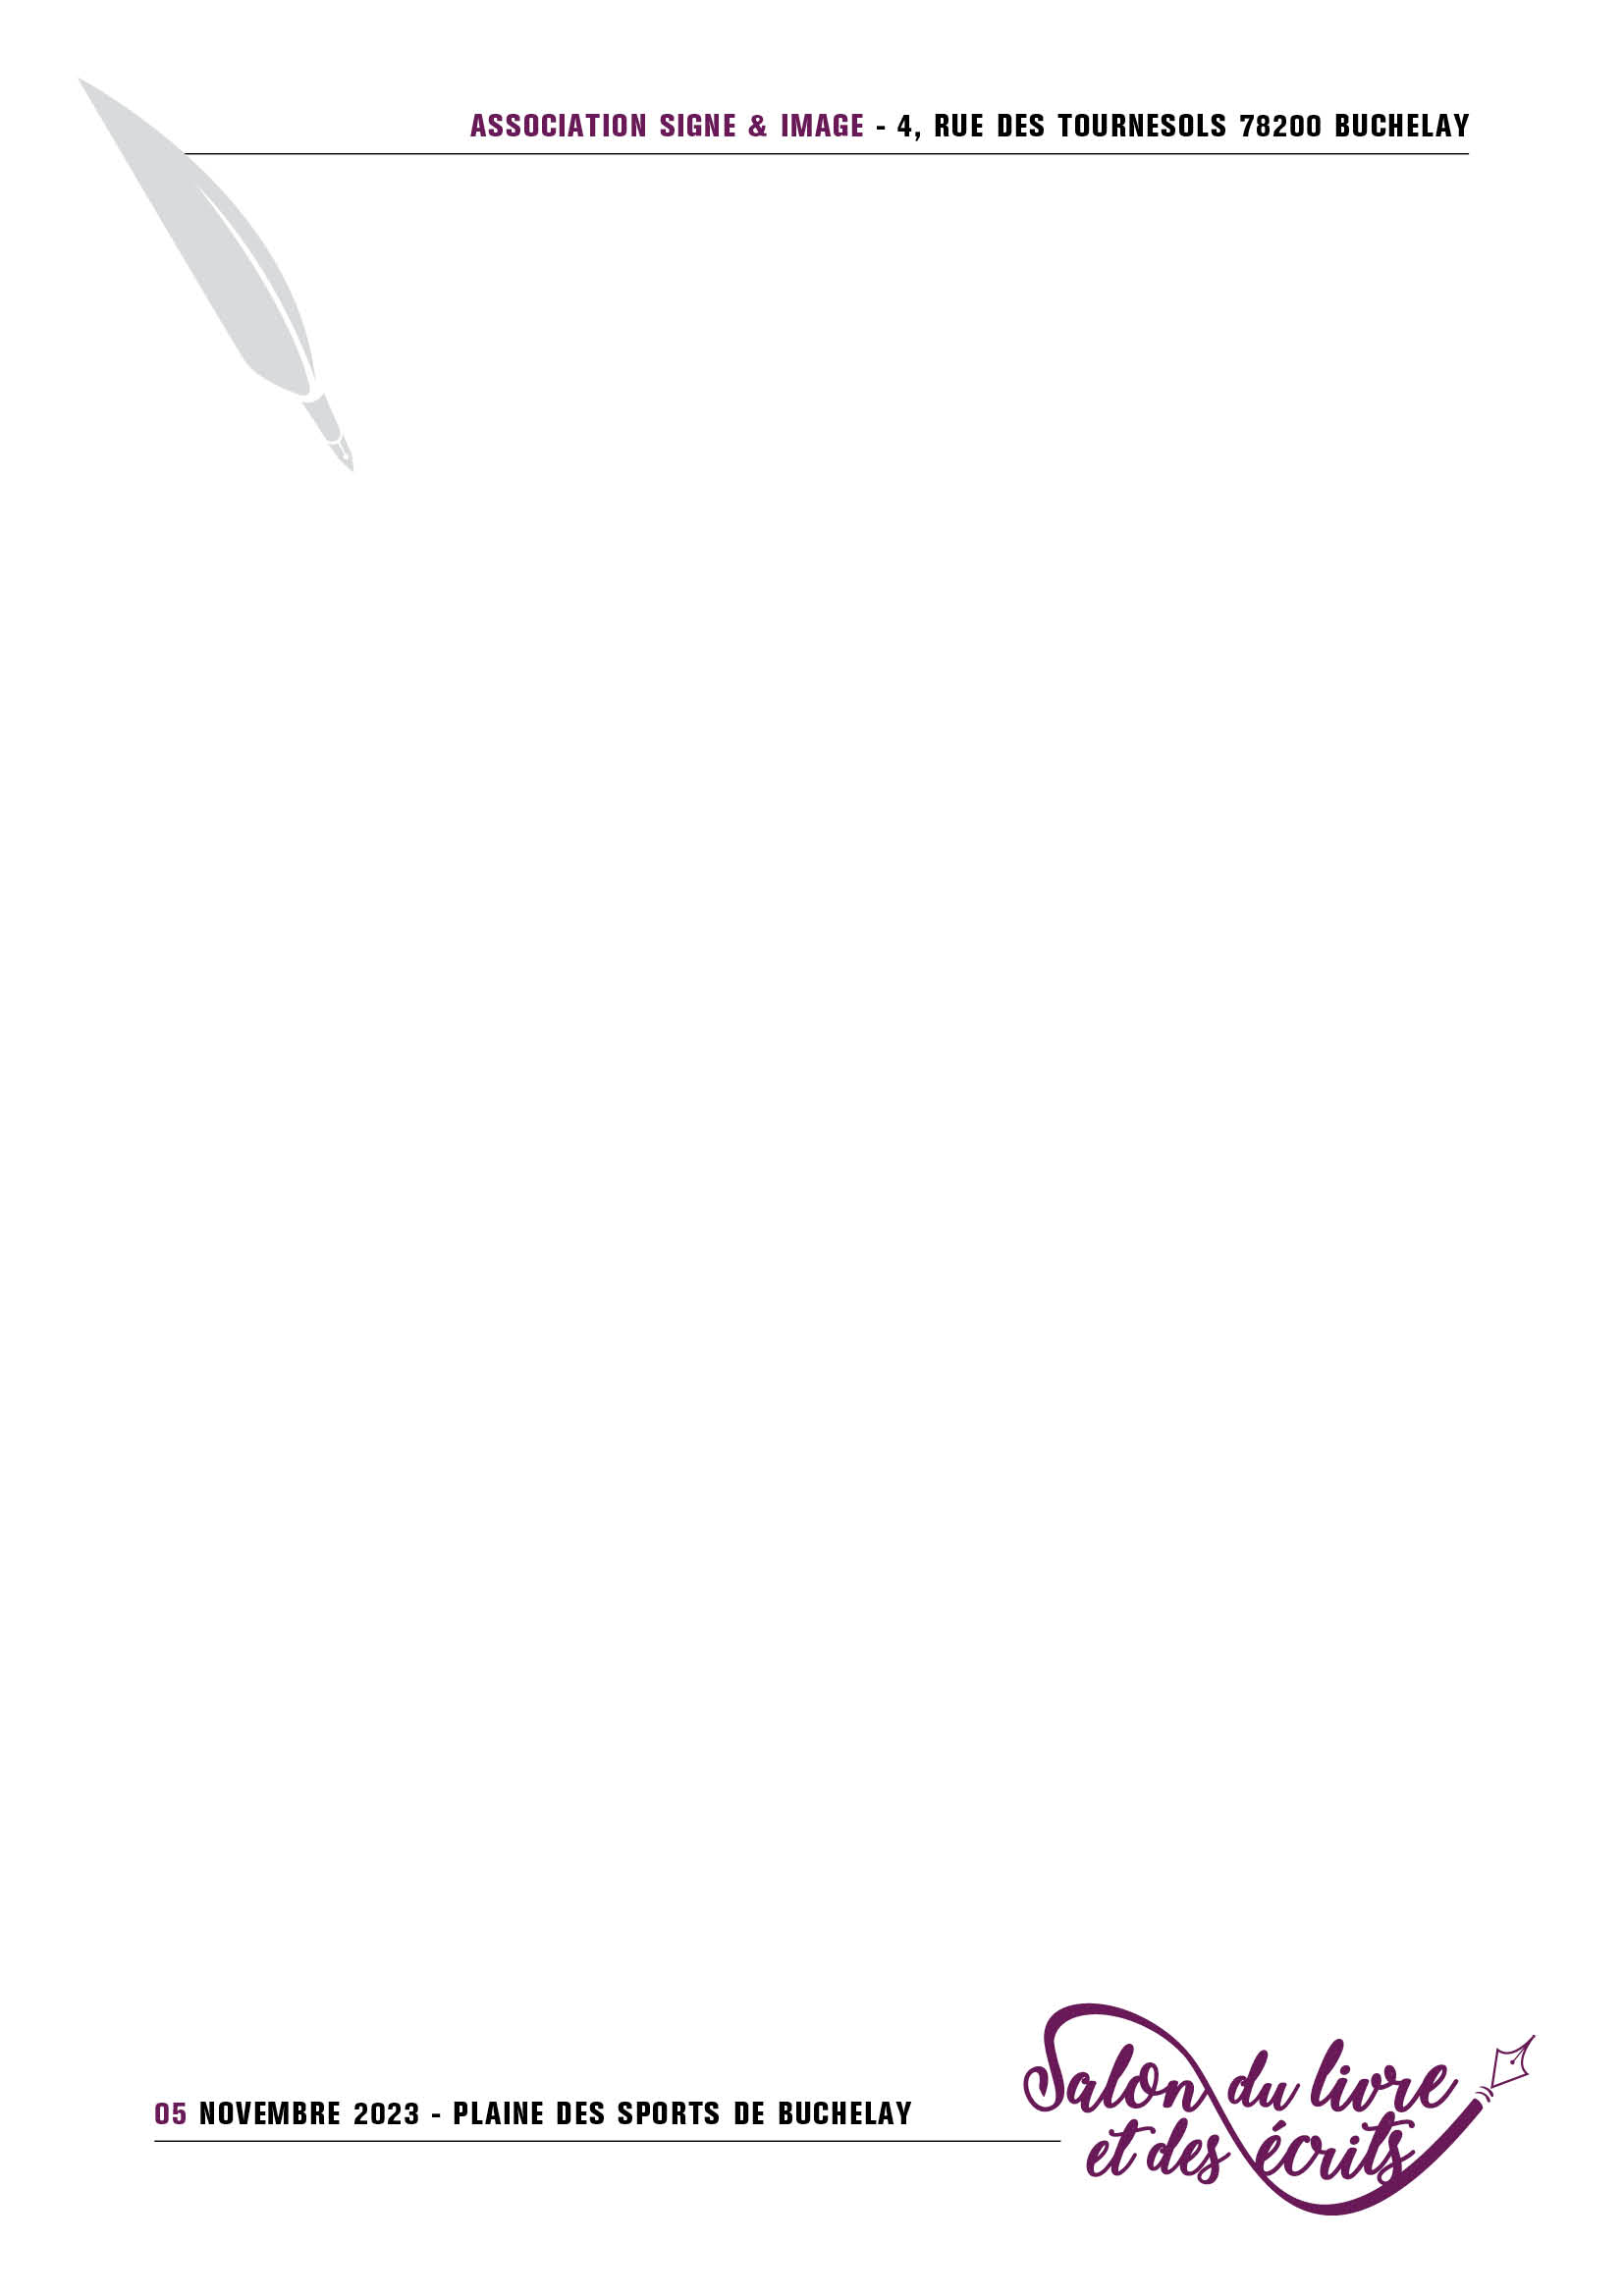 ASSOCIATION SIGNE & IMAGE - 4, RUE DES TOURNESOLS 78200 BUCHELAY
Salon du livre
et des écrits
05 NOVEMBRE 2023 - PLAINE DES SPORTS DE BUCHELAY